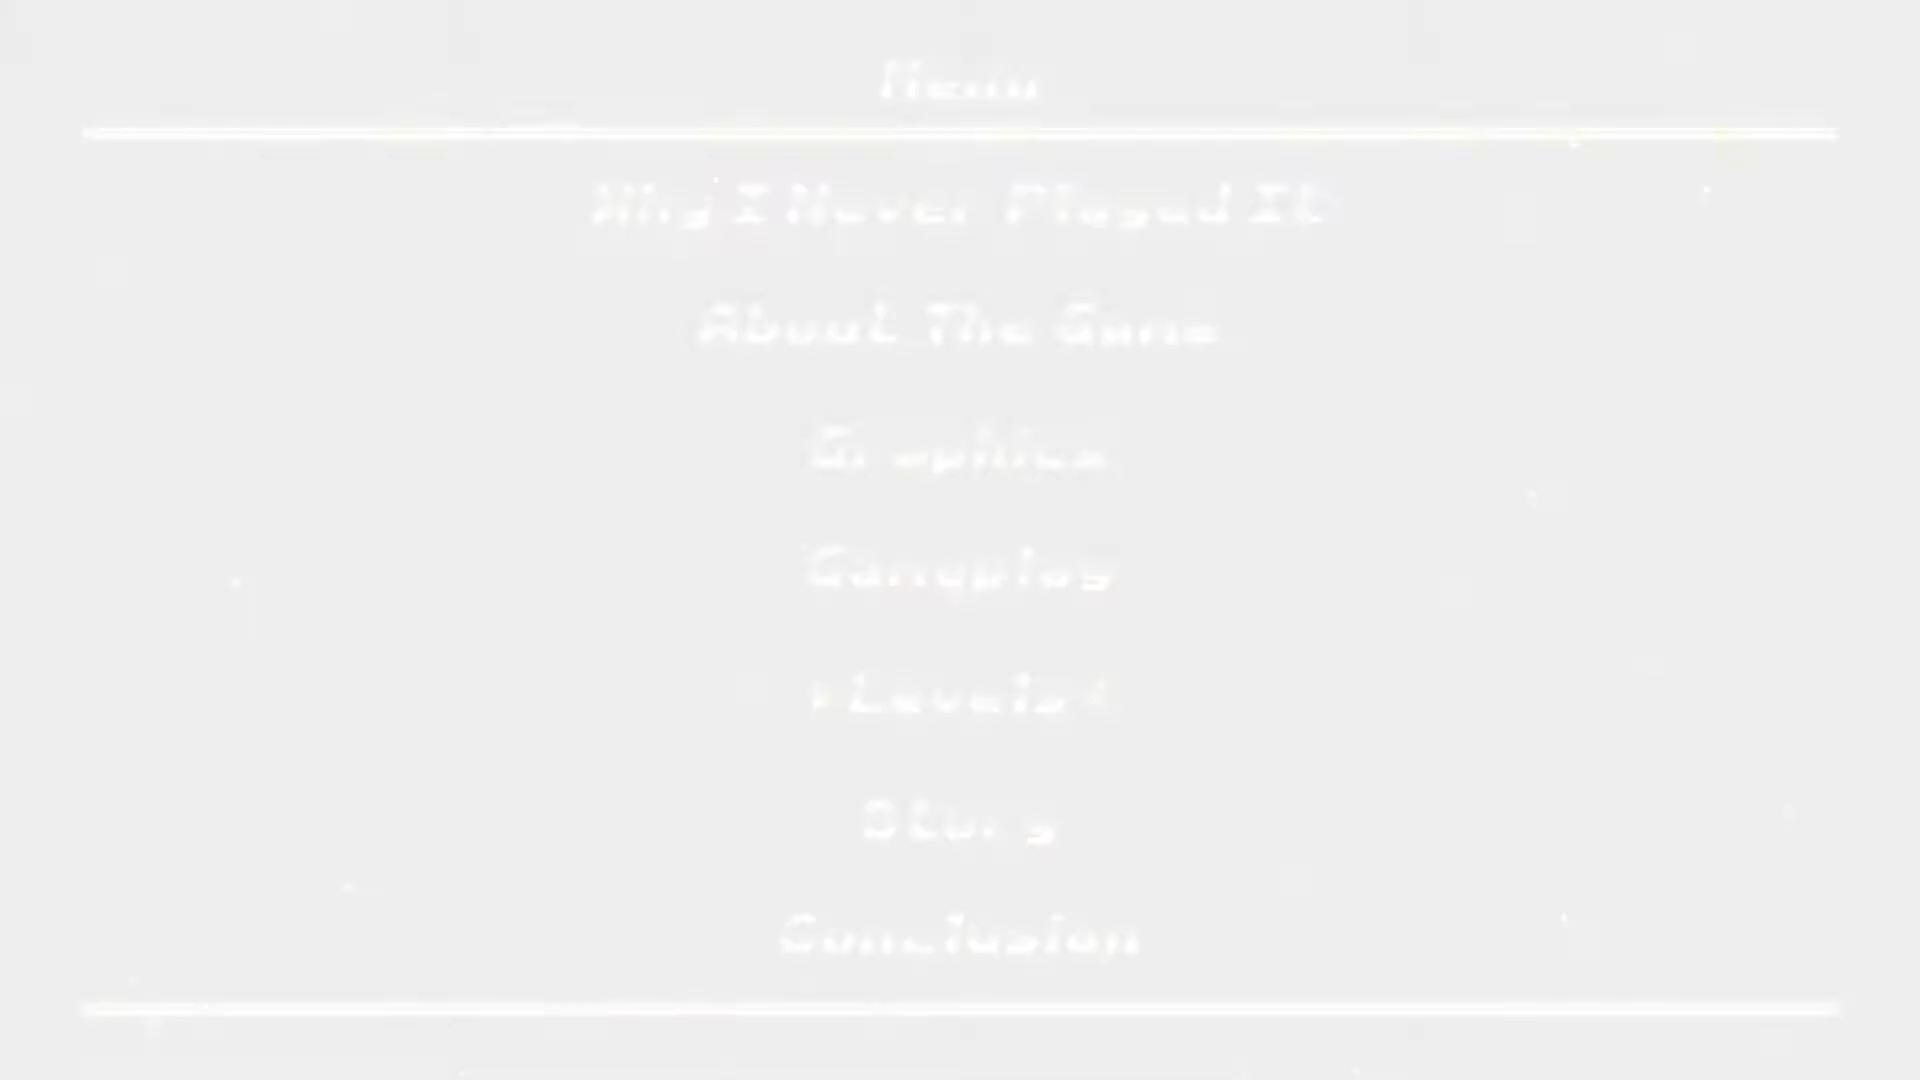 Menu
Why I Never Played It
About The Game
Graphics
Gameplay
Levels
Story
Conclusion